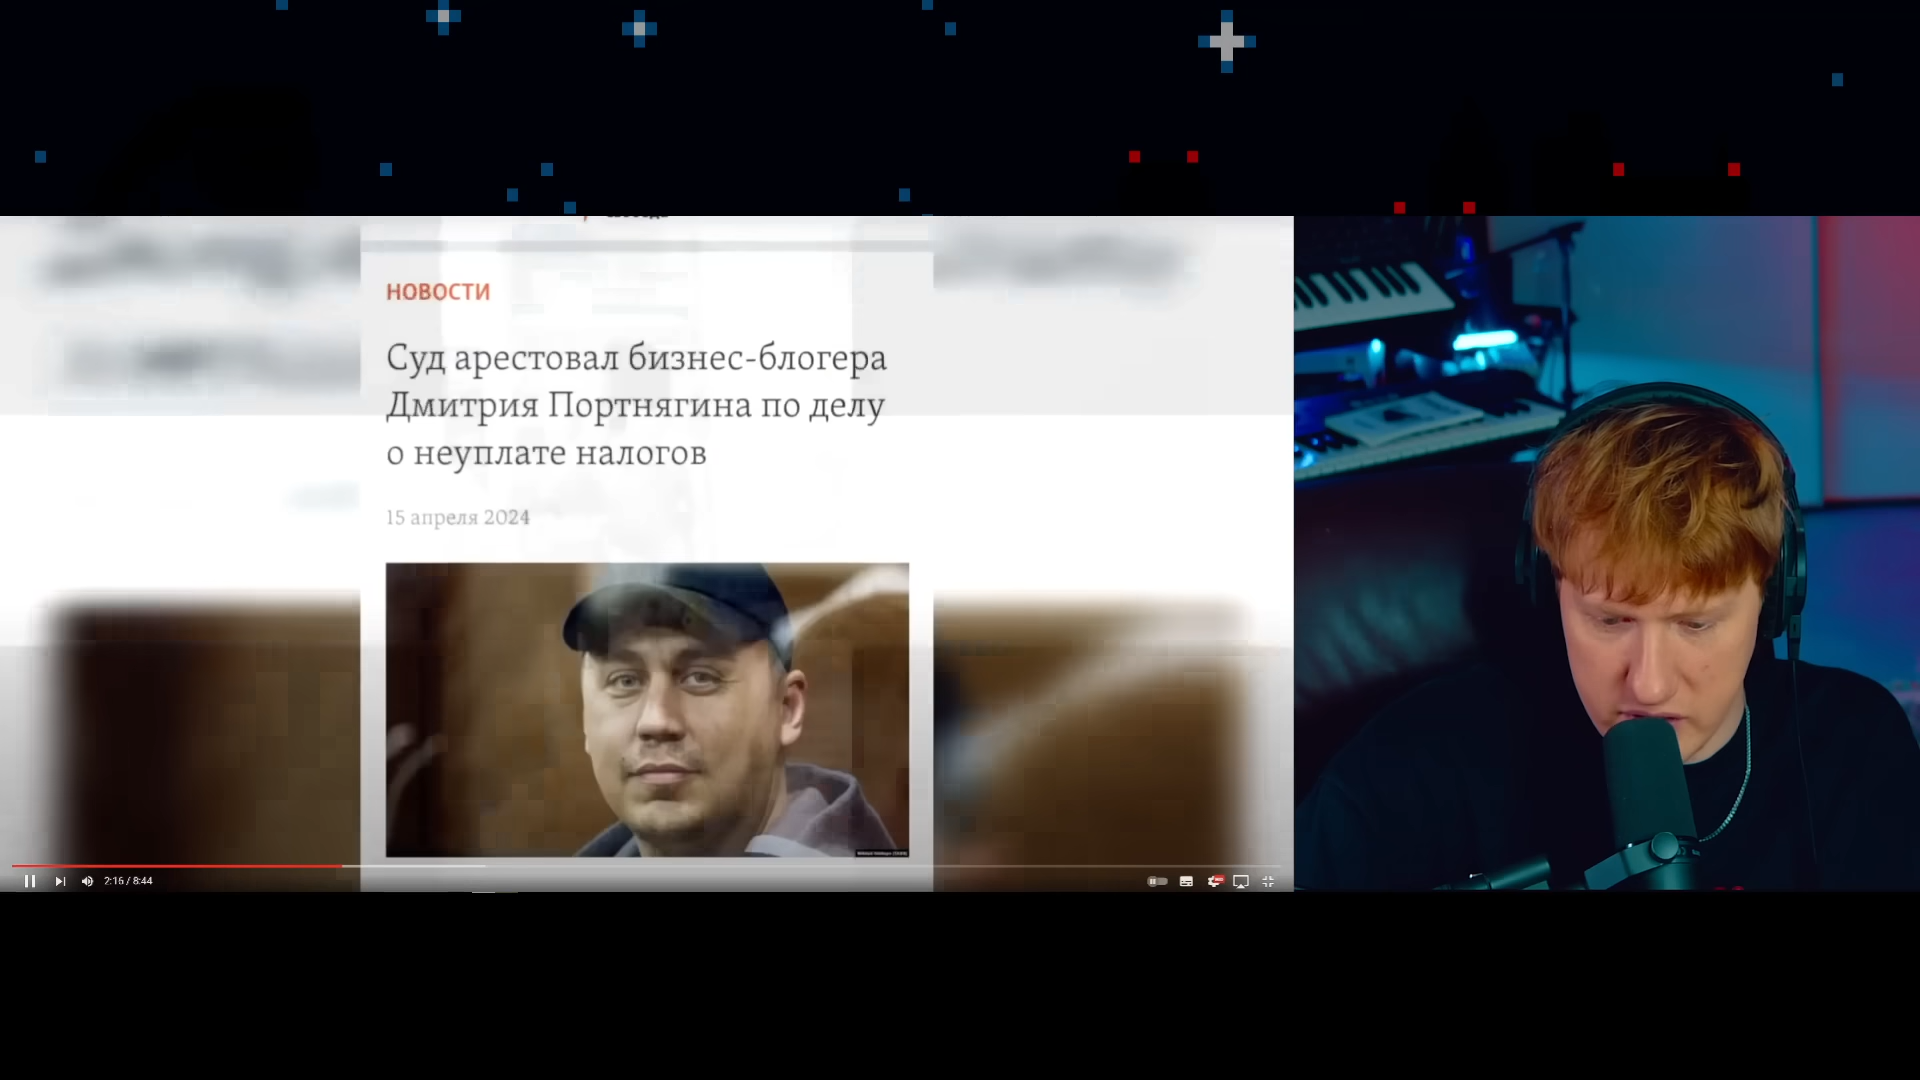 НОВОСТИ
Суд арестовал бизнес-блогера
Дмитрия Портнягина по делу
о неуплате налогов
15 апреля 2024
2:16 / 8:44